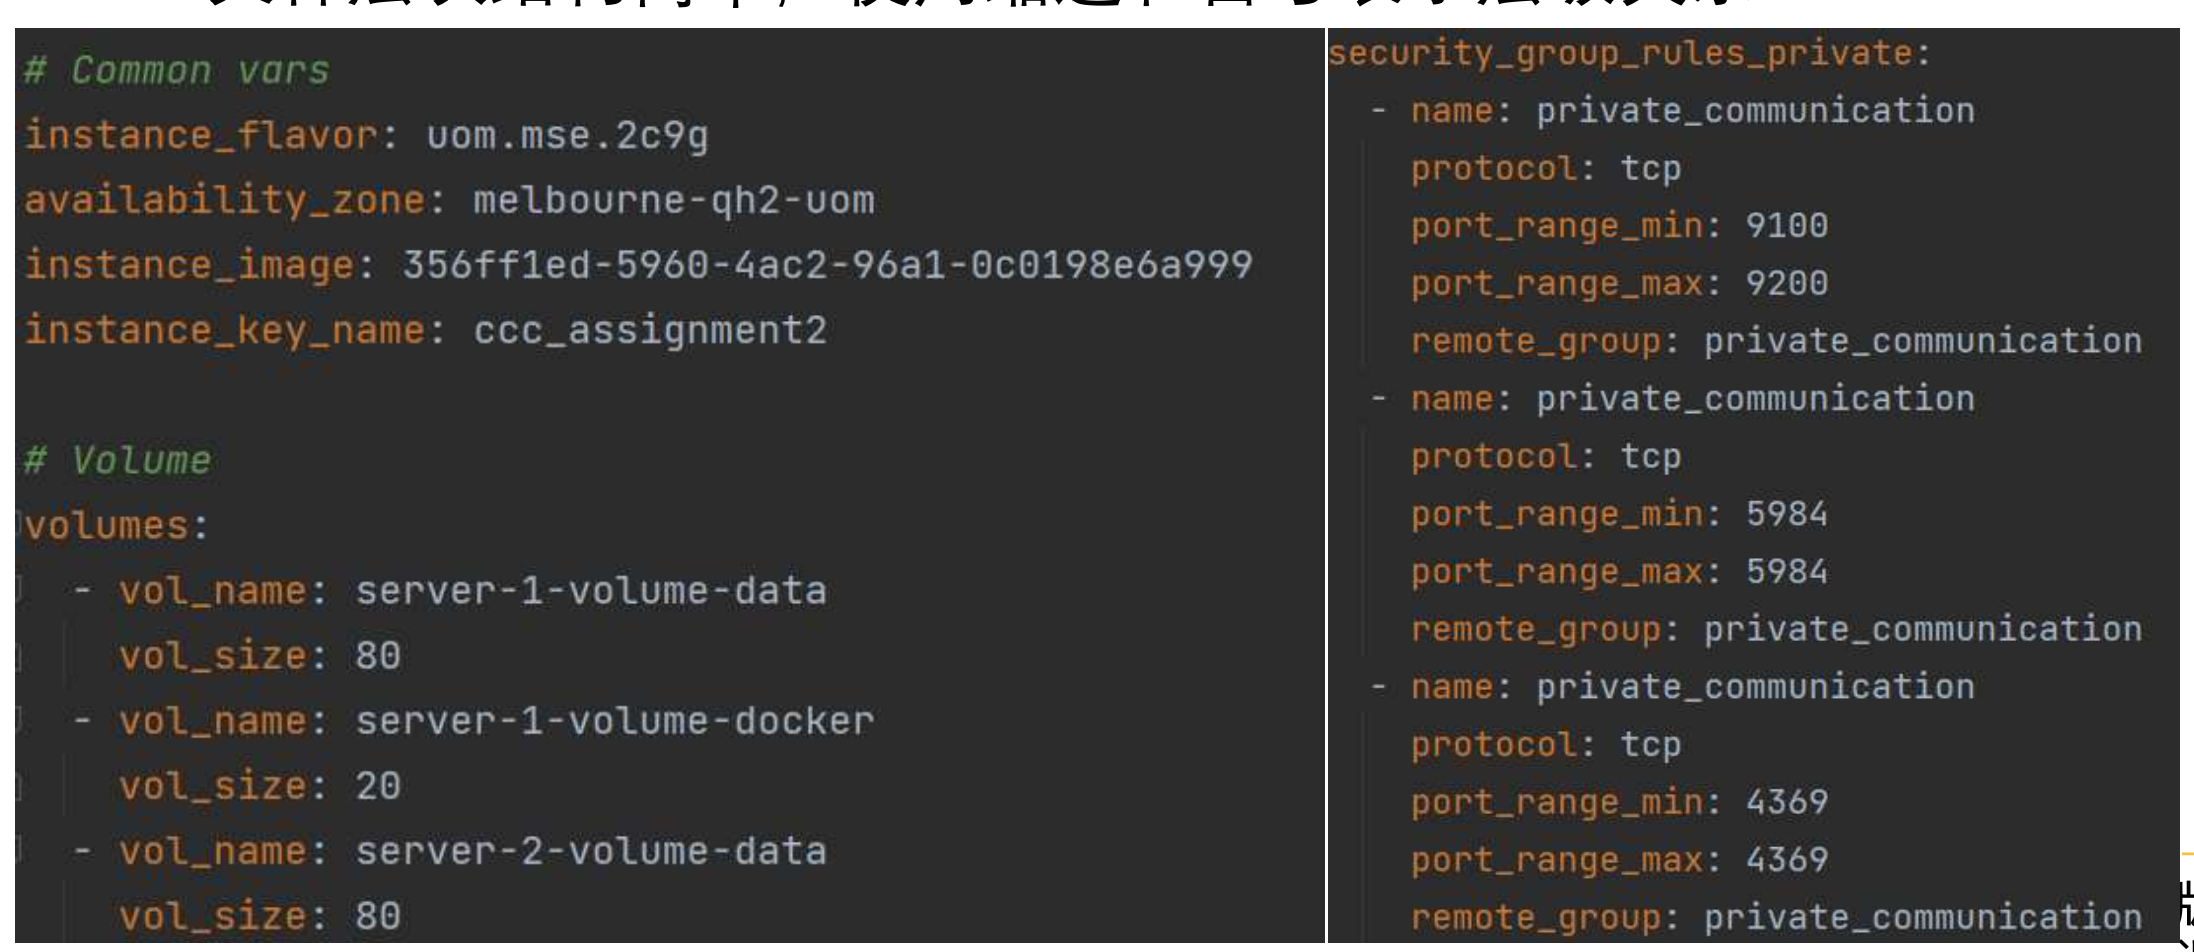 # Common vars
instance_flavor: uom.mse.2c9g
availability_zone: melbourne-qh2-uom
instance_image: 356ff1ed-5960-4ac2-96a1-0c0198e6a999
instance_key_name: ccc_assignment2
# Volume
volumes:
- vol_name: server-1-volume-data
vol_size: 80
- vol_name: server-1-volume-docker
vol_size: 20
- vol_name: server-2-volume-data
vol_size: 80
security_group_rules_private:
- name: private_communication
protocol: tcp
port_range_min: 9100
port_range_max: 9200
remote_group: private_communication
- name: private_communication
protocol: tcp
port_range_min: 5984
port_range_max: 5984
remote_group: private_communication
- name: private_communication
protocol: tcp
port_range_min: 4369
port_range_max: 4369
remote_group: private_communication